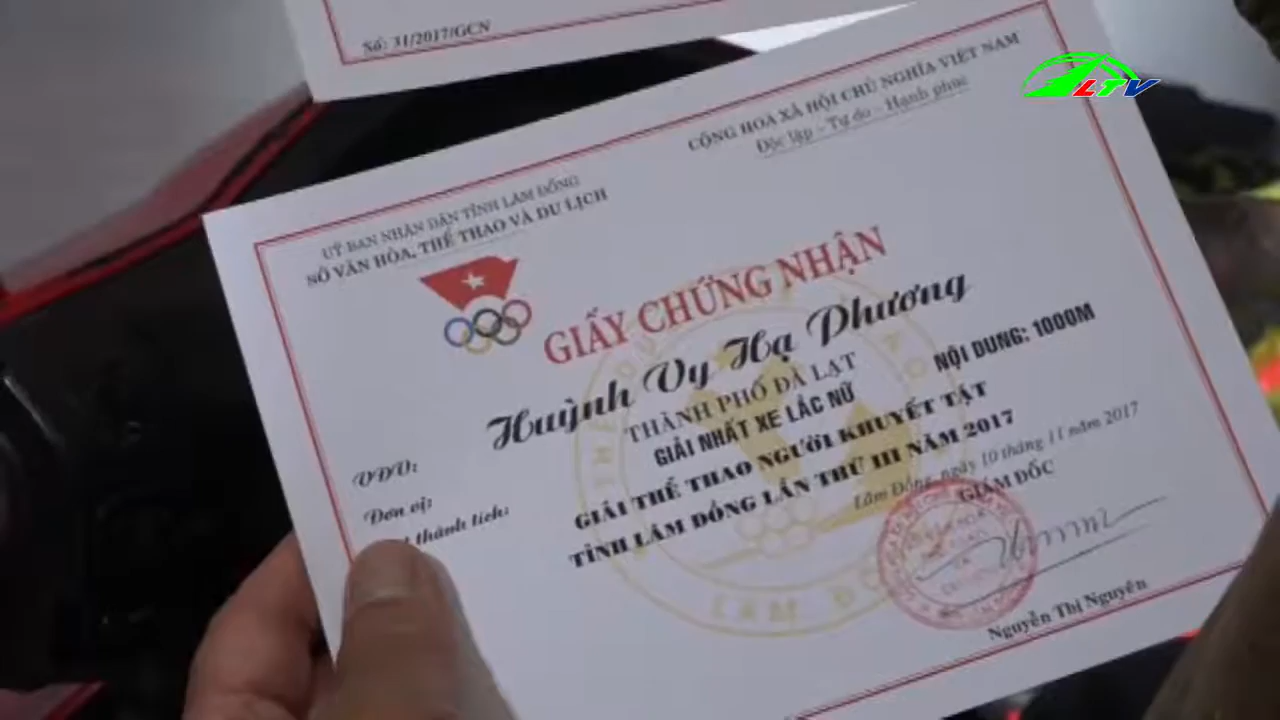 Số: 31/2017/GCN
LTV
CỘNG HOA XÃ HỘI CHỦ NGHĨA VIỆT NAM
Độc lập - Tự do - Hạnh phúc
UỶ BAN NHÂN DÂN TỈNH LÂM ĐỒNG
SỞ VĂN HÓA, THỂ THAO VÀ DU LỊCH
GIẤY CHỨNG NHẬN
VĐV: Huỳnh Vy Hạ Phương
Đơn vị: THÀNH PHỐ ĐÀ LẠT
thành tích: GIẢI NHẤT XE LẮC NỮ NỘI DUNG: 1000M
GIẢI THỂ THAO NGƯỜI KHUYẾT TẬT
TỈNH LÂM ĐỒNG LẦN THỨ III NĂM 2017
Lâm Đồng, ngày 10 tháng 11 năm 2017
GIÁM ĐỐC
Nguyễn Thị Nguyên